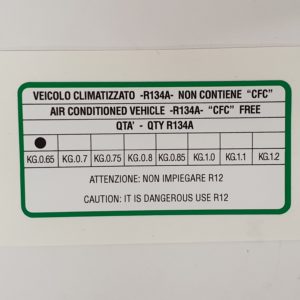 VEICOLO CLIMATIZZATO -R134A- NON CONTIENE “CFC”
AIR CONDITIONED VEHICLE -R134A- “CFC” FREE
QTA' - QTY R134A
KG.0.65 KG.0.7 KG.0.75 KG.0.8 KG.0.85 KG.1.0 KG.1.1 KG.1.2
ATTENZIONE: NON IMPIEGARE R12
CAUTION: IT IS DANGEROUS USE R12